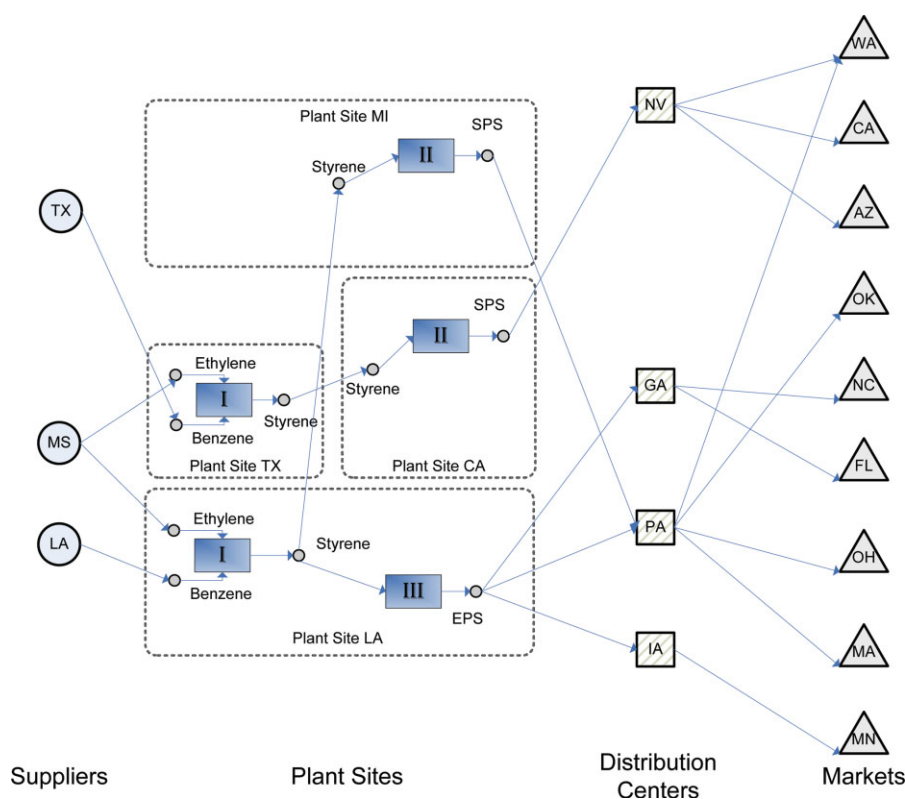 WA
Plant Site MI
NV
SPS
II
CA
Styrene
TX
AZ
SPS
OK
II
Ethylene
Styrene
GA
NC
I
Styrene
Benzene
MS
Plant Site TX
Plant Site CA
FL
Ethylene
PA
LA
I
Styrene
OH
Benzene
III
EPS
Plant Site LA
IA
MA
MN
Suppliers
Plant Sites
Distribution
Centers
Markets